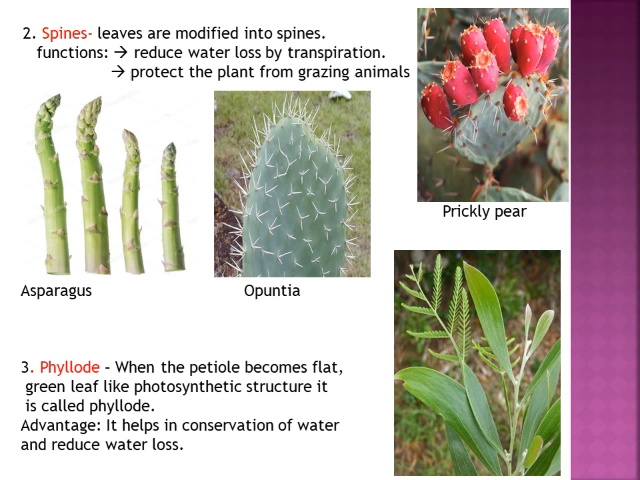 2. Spines- leaves are modified into spines.
functions: → reduce water loss by transpiration.
→ protect the plant from grazing animals
Prickly pear
Asparagus
Opuntia
3. Phyllode – When the petiole becomes flat,
green leaf like photosynthetic structure it
is called phyllode.
Advantage: It helps in conservation of water
and reduce water loss.